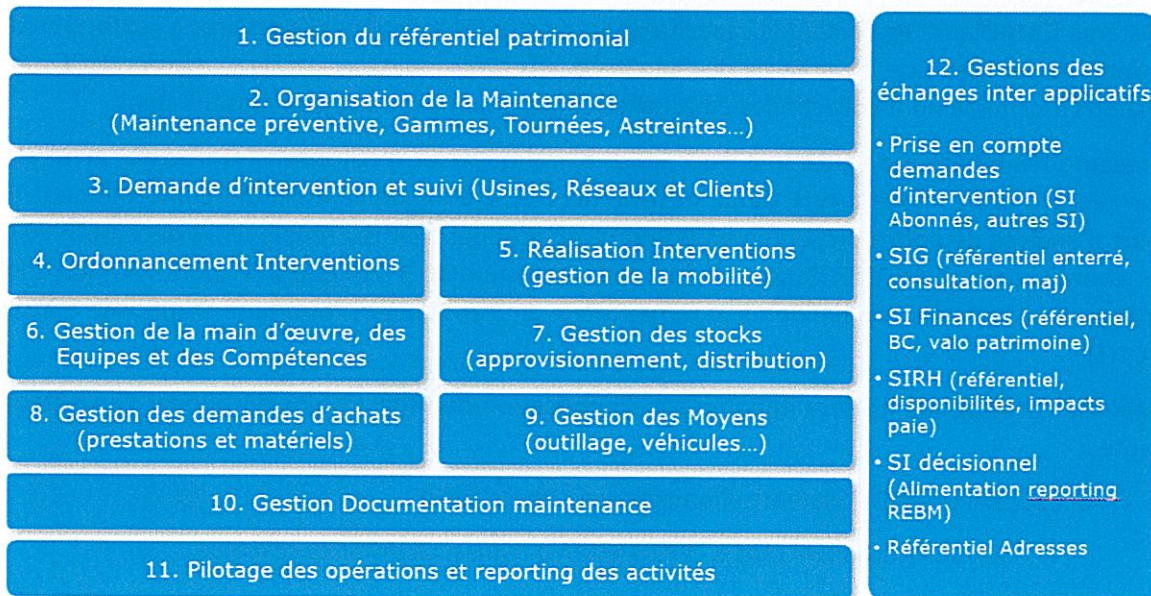 1. Gestion du référentiel patrimonial
2. Organisation de la Maintenance
(Maintenance préventive, Gammes, Tournées, Astreintes...)
3. Demande d'intervention et suivi (Usines, Réseaux et Clients)
4. Ordonnancement Interventions
5. Réalisation Interventions
(gestion de la mobilité)
6. Gestion de la main d'œuvre, des
Equipes et des Compétences
7. Gestion des stocks
(approvisionnement, distribution)
8. Gestion des demandes d'achats
(prestations et matériels)
9. Gestion des Moyens
(outillage, véhicules...)
10. Gestion Documentation maintenance
11. Pilotage des opérations et reporting des activités
12. Gestions des
échanges inter applicatifs
• Prise en compte
demandes
d'intervention (SI
Abonnés, autres SI)
• SIG (référentiel enterré,
consultation, maj)
• SI Finances (référentiel,
BC, valo patrimoine)
• SIRH (référentiel,
disponibilités, impacts
paie)
• SI décisionnel
(Alimentation reporting
REBM)
• Référentiel Adresses